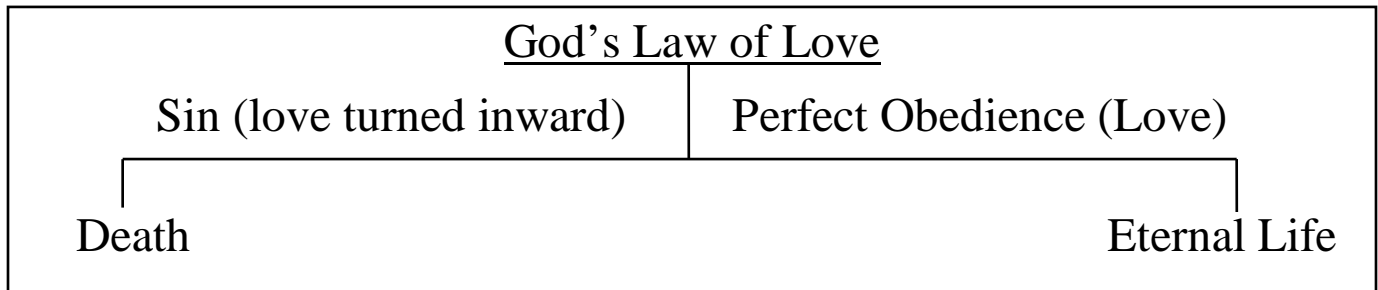 God’s Law of Love
Sin (love turned inward) Perfect Obedience (Love)
Death Eternal Life